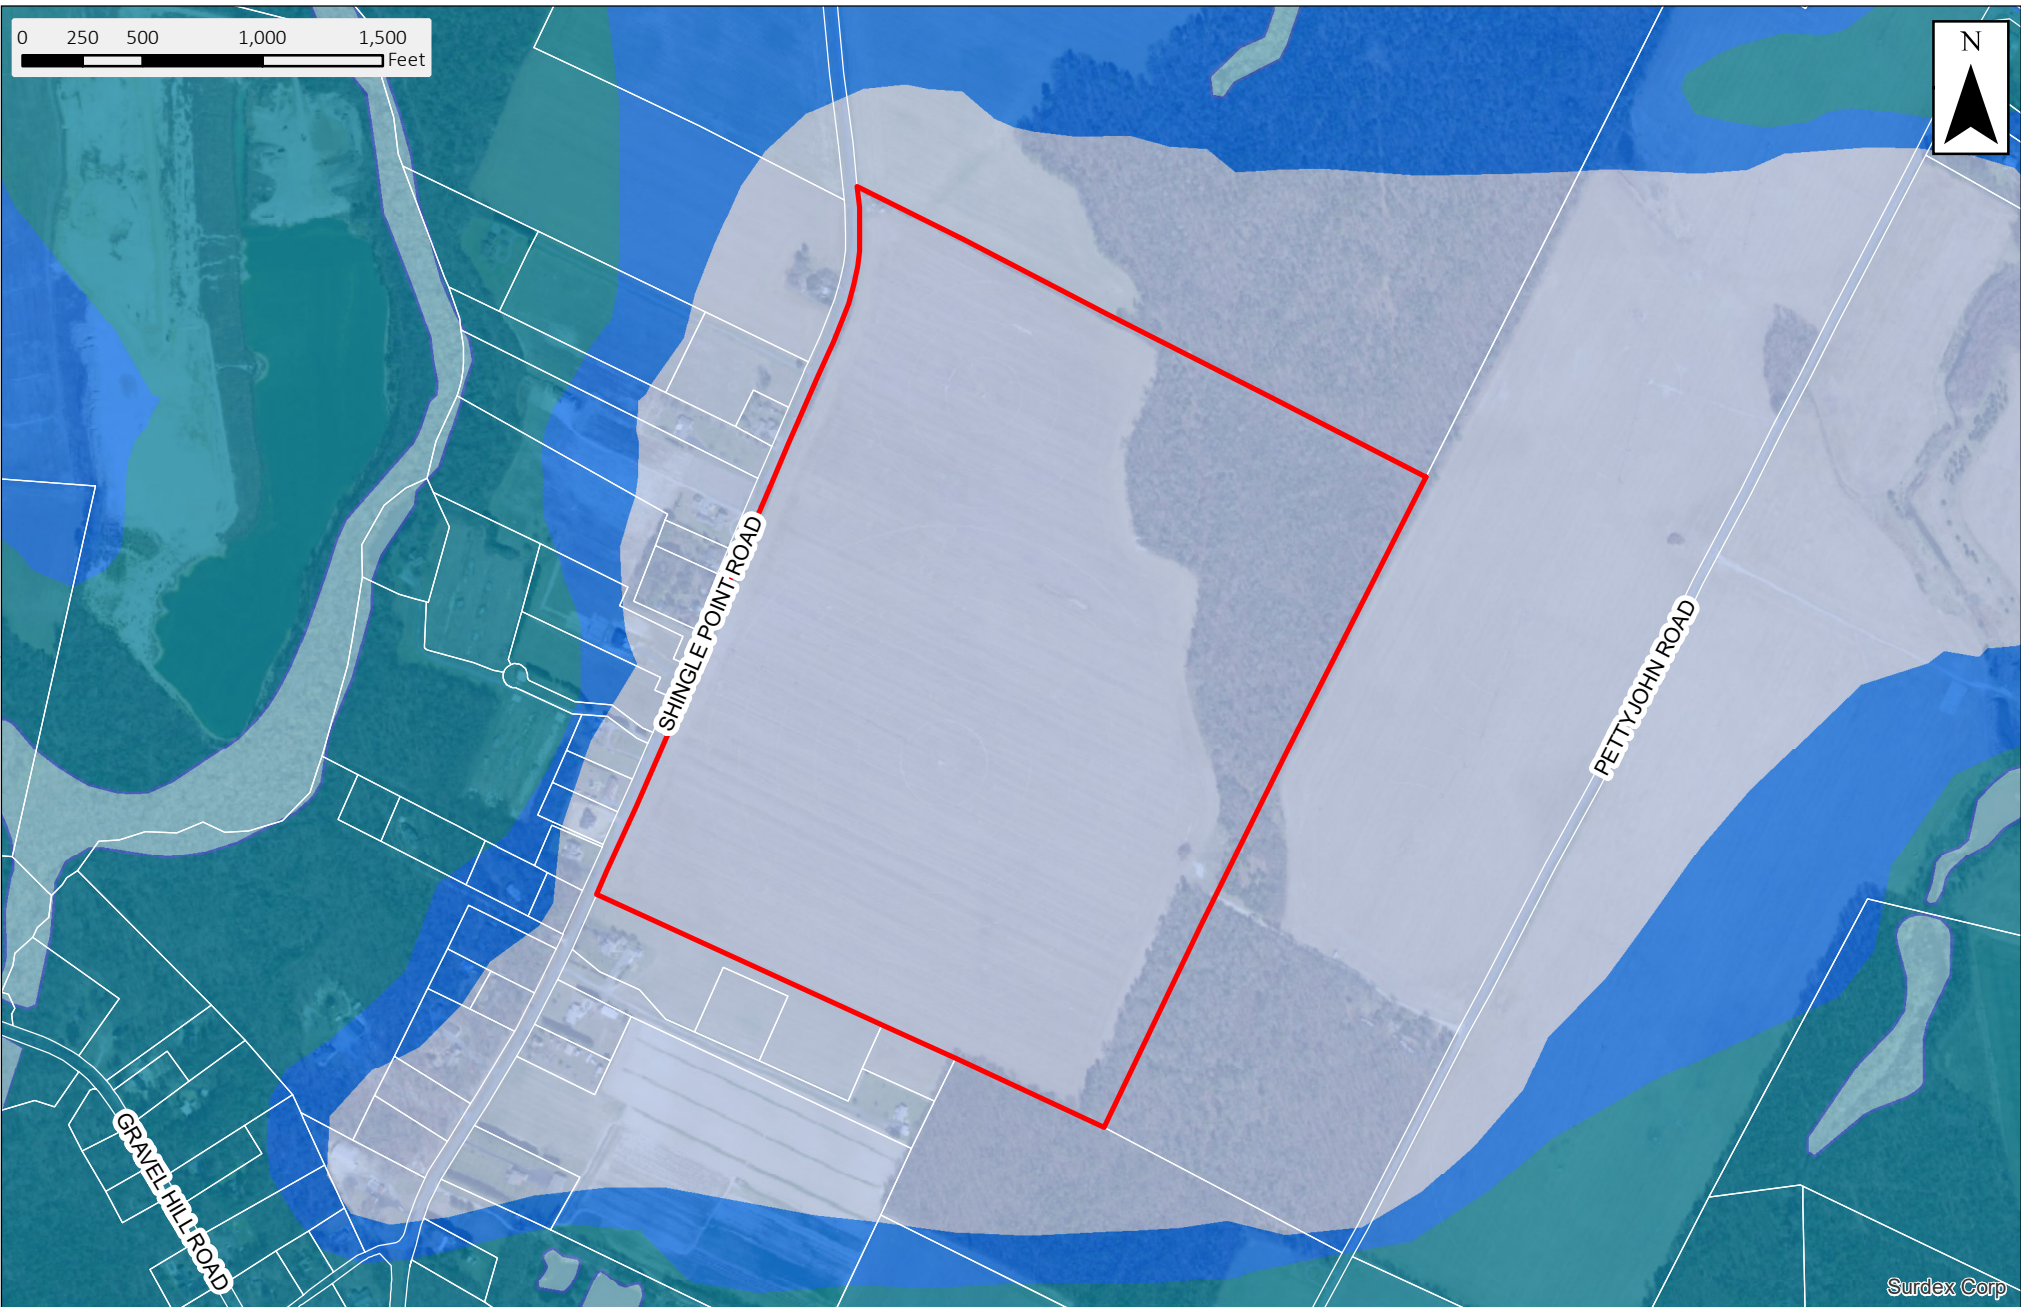 0 250 500 1,000 1,500
Feet
N
SHINGLE POINT ROAD
PETTYJOHN ROAD
GRAVEL HILL ROAD
Surdex Corp